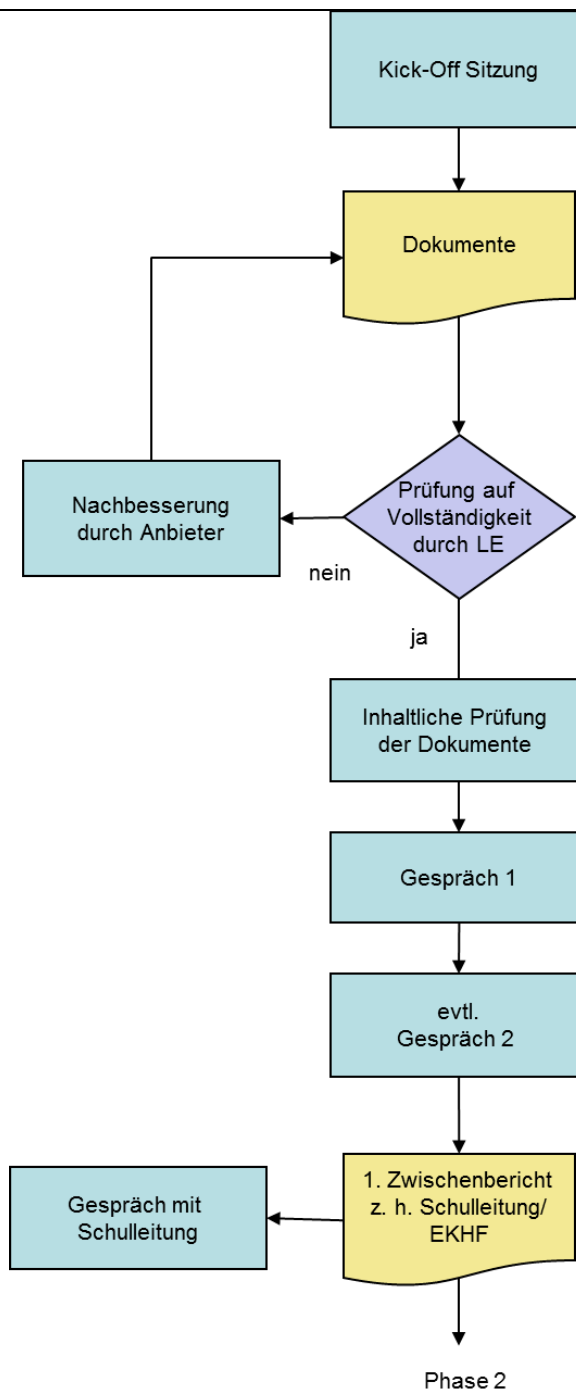 Kick-Off Sitzung
Dokumente
Prüfung auf
Vollständigkeit
durch LE
Nachbesserung
durch Anbieter
nein
ja
Inhaltliche Prüfung
der Dokumente
Gespräch 1
evtl.
Gespräch 2
1. Zwischenbericht
z. h. Schulleitung/
EKHF
Gespräch mit
Schulleitung
Phase 2